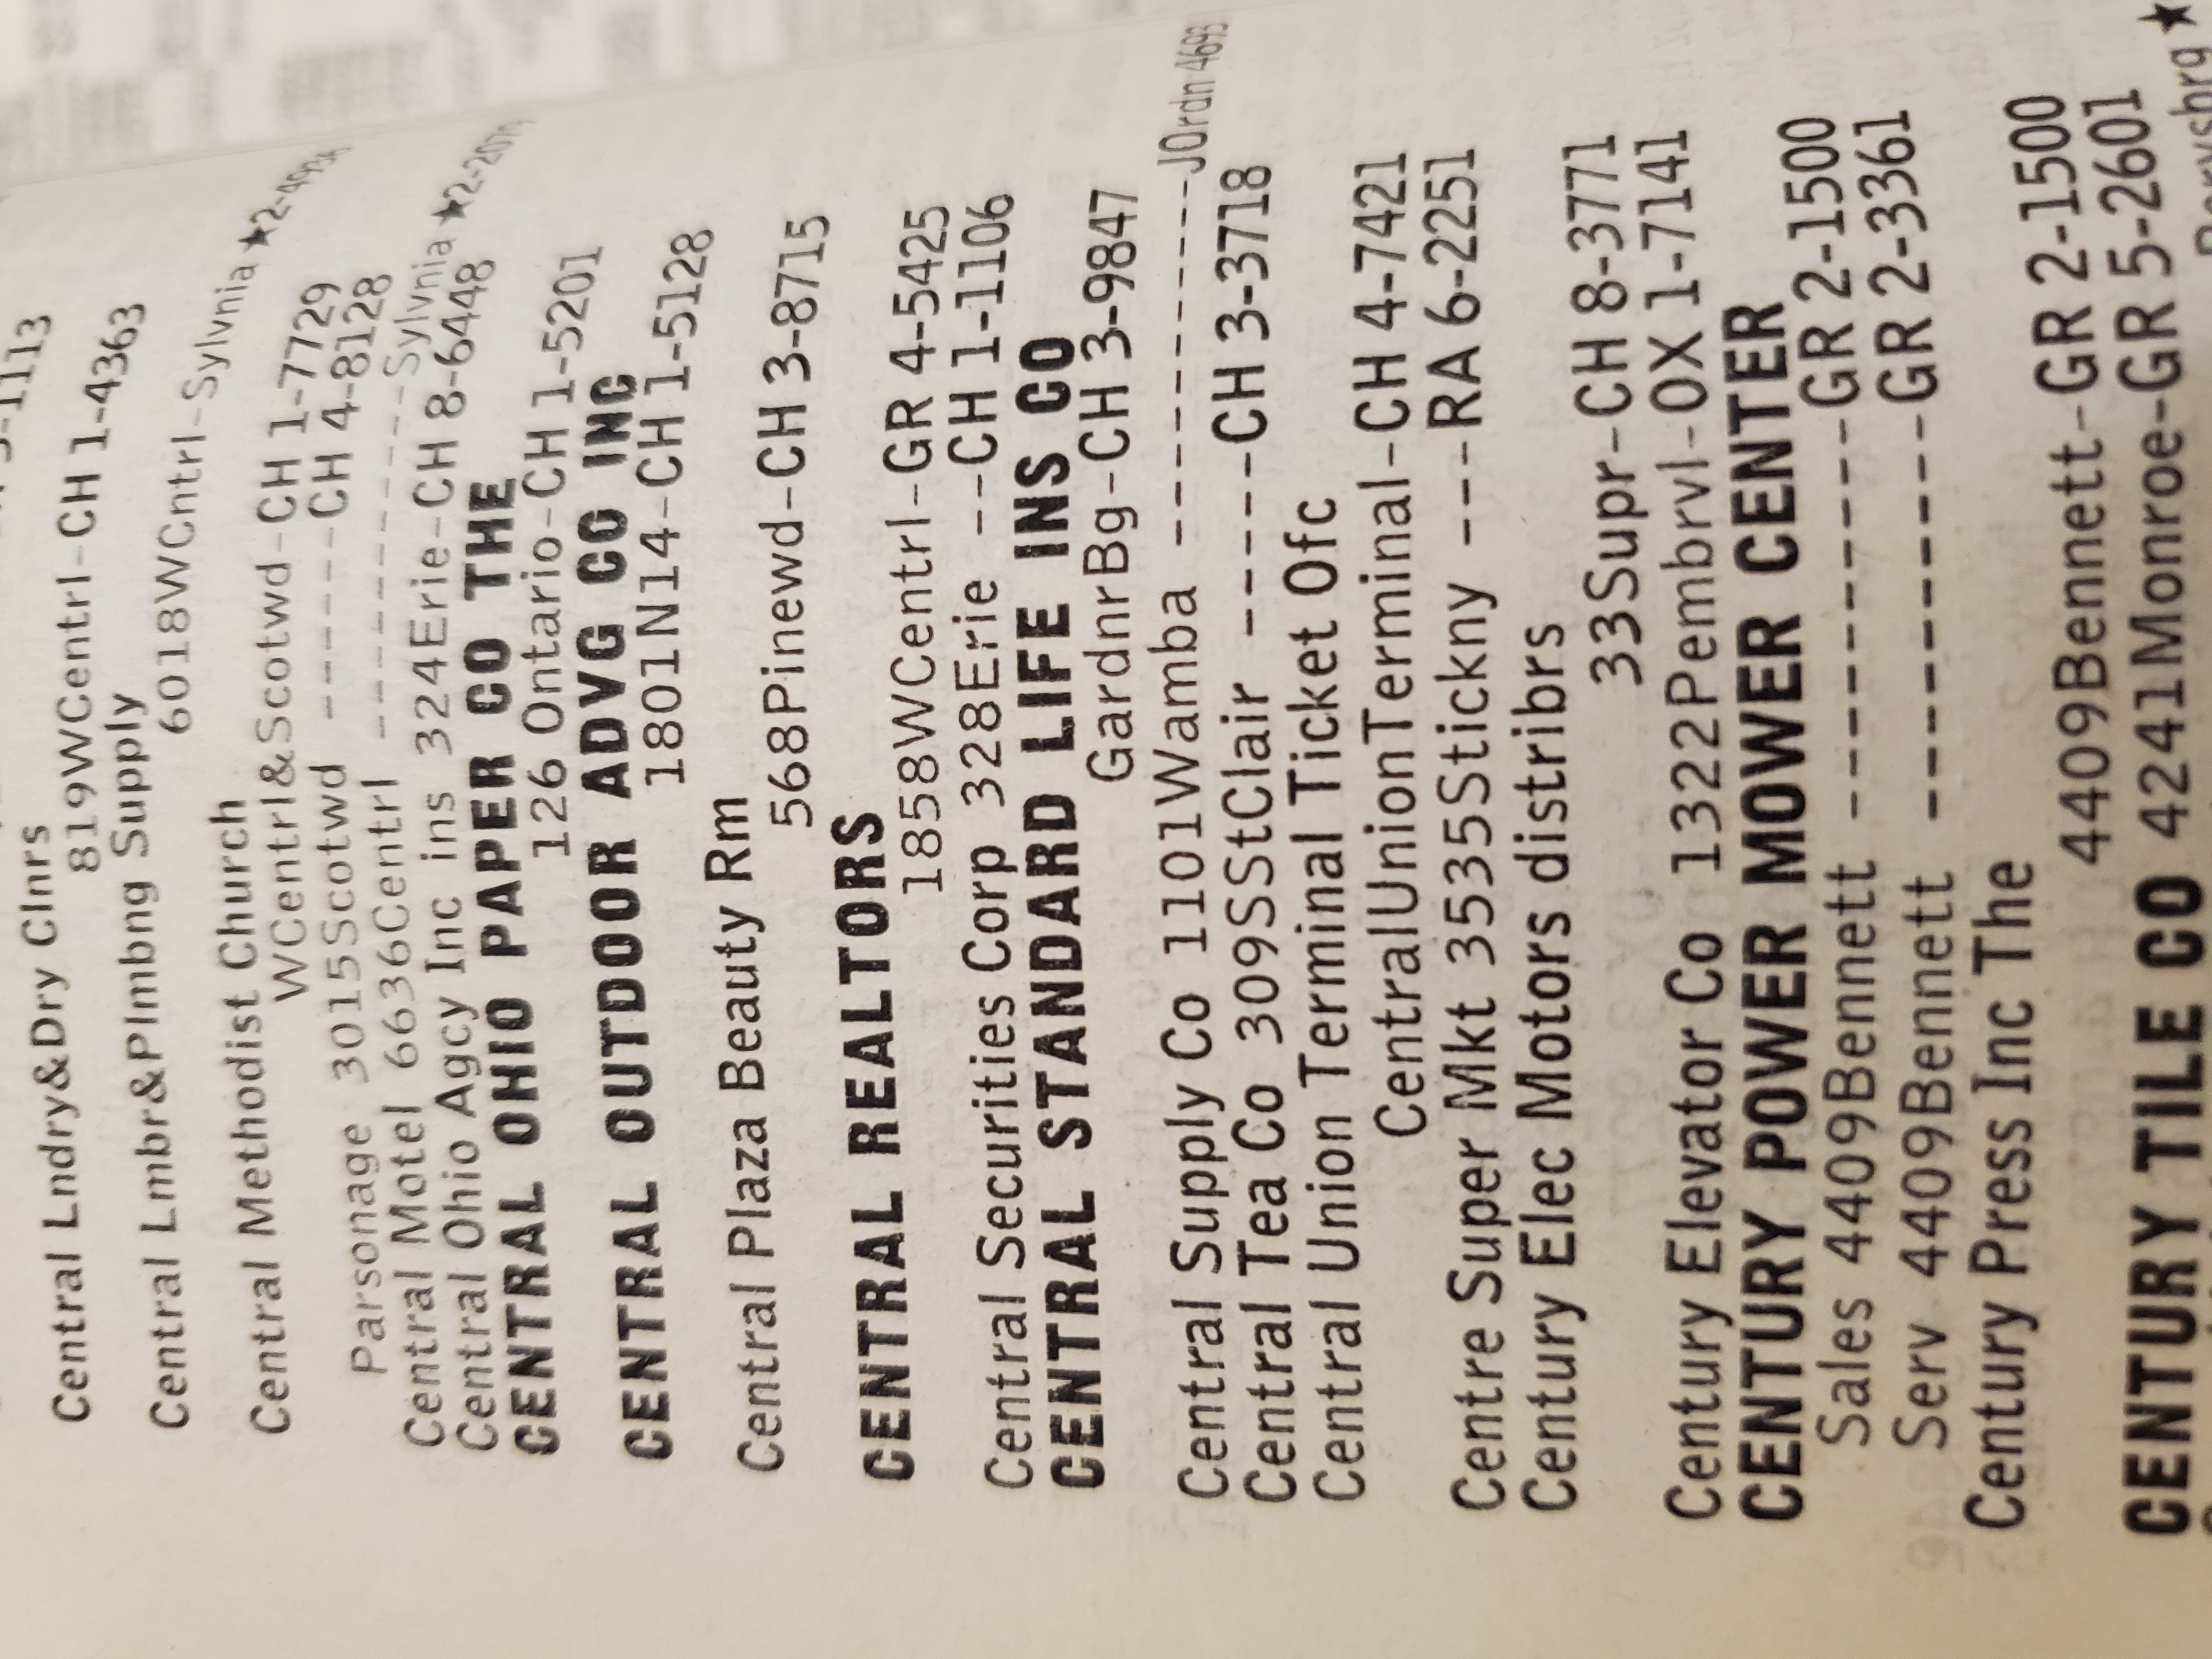 Central Lndry&Dry Clnrs
819WCentrl-CH 1-4363
Central Lmbr&Plmbng Supply
6018WCntrl-Sylvnia★2-
Central Methodist Church
WCentrl&Scotwd-CH 1-7729
Parsonage 3015Scotwd ------CH 4-8128
Central Motel 6636Centrl -----------Sylvnia★2-
Central Ohio Agcy Inc ins 324Erie-CH 8-6448
CENTRAL OHIO PAPER CO THE
126 Ontario-CH 1-5201
CENTRAL OUTDOOR ADVG CO INC
1801N14-CH 1-5128
Central Plaza Beauty Rm
568Pinewd-CH 3-8715
CENTRAL REALTORS
1858WCentrl-GR 4-5425
Central Securities Corp 328Erie --CH 1-1106
CENTRAL STANDARD LIFE INS CO
GardnrBg-CH 3-9847
Central Supply Co 1101Wamba -----------JOrdn 4693
Central Tea Co 309SStClair -----CH 3-3718
Central Union Terminal Ticket Ofc
CentralUnionTerminal-CH 4-7421
Centre Super Mkt 3535Stickny ---RA 6-2251
Century Elec Motors distribrs
33Supr-CH 8-3771
Century Elevator Co 1322Pembrvl-OX 1-7141
CENTURY POWER MOWER CENTER
Sales 4409Bennett ------------GR 2-1500
Serv 4409Bennett ------------GR 2-3361
Century Press Inc The
4409Bennett-GR 2-1500
CENTURY TILE CO 4241Monroe-GR 5-2601